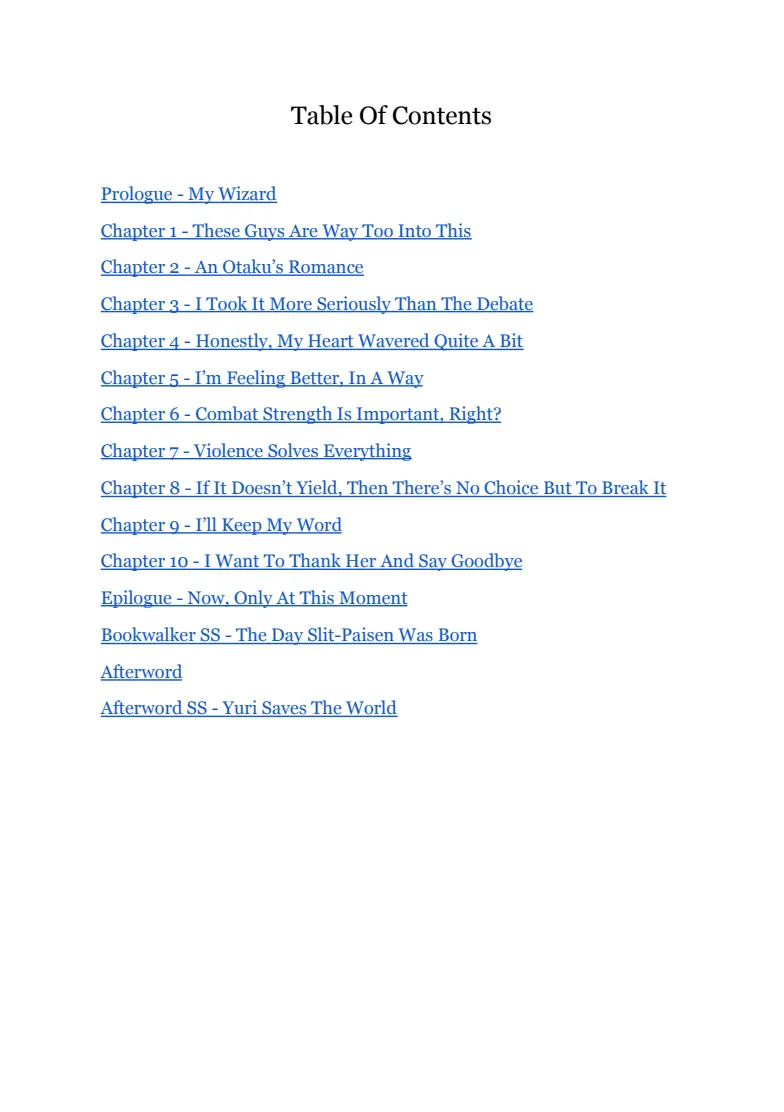 Table Of Contents
Prologue - My Wizard
Chapter 1 - These Guys Are Way Too Into This
Chapter 2 - An Otaku’s Romance
Chapter 3 - I Took It More Seriously Than The Debate
Chapter 4 - Honestly, My Heart Wavered Quite A Bit
Chapter 5 - I’m Feeling Better, In A Way
Chapter 6 - Combat Strength Is Important, Right?
Chapter 7 - Violence Solves Everything
Chapter 8 - If It Doesn’t Yield, Then There’s No Choice But To Break It
Chapter 9 - I’ll Keep My Word
Chapter 10 - I Want To Thank Her And Say Goodbye
Epilogue - Now, Only At This Moment
Bookwalker SS - The Day Slit-Paisen Was Born
Afterword
Afterword SS - Yuri Saves The World